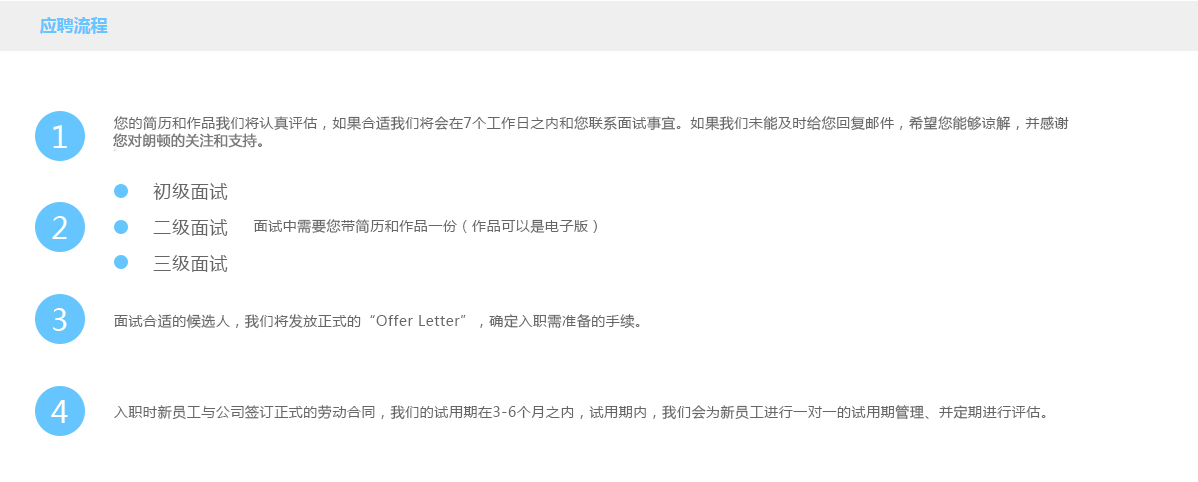 应聘流程
1
您的简历和作品我们将认真评估，如果合适我们将会在7个工作日之内和您联系面试事宜。如果我们未能及时给您回复邮件，希望您能够谅解，并感谢
您对朗顿的关注和支持。
初级面试
2
二级面试 面试中需要您带简历和作品一份（作品可以是电子版）
三级面试
3
面试合适的候选人，我们将发放正式的“Offer Letter”，确定入职需准备的手续。
4
入职时新员工与公司签订正式的劳动合同，我们的试用期在3-6个月之内，试用期内，我们会为新员工进行一对一的试用期管理、并定期进行评估。